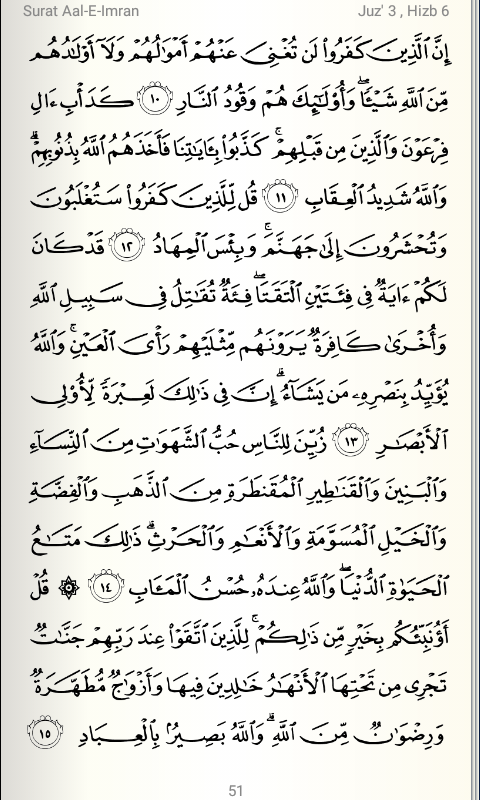 Surat Aal-E-Imran Juz' 3 , Hizb 6
إِنَّ ٱلَّذِينَ كَفَرُوا۟ لَن تُغْنِىَ عَنْهُمْ أَمْوَٰلُهُمْ وَلَآ أَوْلَـٰدُهُم
مِّنَ ٱللَّهِ شَيْـًٔا ۖ وَأُو۟لَـٰٓئِكَ هُمْ وَقُودُ ٱلنَّارِ ١٠ كَدَأْبِ ءَالِ
فِرْعَوْنَ وَٱلَّذِينَ مِن قَبْلِهِمْ ۚ كَذَّبُوا۟ بِـَٔايَـٰتِنَا فَأَخَذَهُمُ ٱللَّهُ بِذُنُوبِهِمْ ۗ
وَٱللَّهُ شَدِيدُ ٱلْعِقَابِ ١١ قُل لِّلَّذِينَ كَفَرُوا۟ سَتُغْلَبُونَ
وَتُحْشَرُونَ إِلَىٰ جَهَنَّمَ ۚ وَبِئْسَ ٱلْمِهَادُ ١٢ قَدْ كَانَ
لَكُمْ ءَايَةٌ فِى فِئَتَيْنِ ٱلْتَقَتَا ۖ فِئَةٌ تُقَـٰتِلُ فِى سَبِيلِ ٱللَّهِ
وَأُخْرَىٰ كَافِرَةٌ يَرَوْنَهُم مِّثْلَيْهِمْ رَأْىَ ٱلْعَيْنِ ۚ وَٱللَّهُ
يُؤَيِّدُ بِنَصْرِهِۦ مَن يَشَآءُ ۗ إِنَّ فِى ذَٰلِكَ لَعِبْرَةً لِّأُو۟لِى
ٱلْأَبْصَـٰرِ ١٣ زُيِّنَ لِلنَّاسِ حُبُّ ٱلشَّهَوَٰتِ مِنَ ٱلنِّسَآءِ
وَٱلْبَنِينَ وَٱلْقَنَـٰطِيرِ ٱلْمُقَنطَرَةِ مِنَ ٱلذَّهَبِ وَٱلْفِضَّةِ
وَٱلْخَيْلِ ٱلْمُسَوَّمَةِ وَٱلْأَنْعَـٰمِ وَٱلْحَرْثِ ۗ ذَٰلِكَ مَتَـٰعُ
ٱلْحَيَوٰةِ ٱلدُّنْيَا ۖ وَٱللَّهُ عِندَهُۥ حُسْنُ ٱلْمَـَٔابِ ١٤ ۞ قُلْ
أَؤُنَبِّئُكُم بِخَيْرٍ مِّن ذَٰلِكُمْ ۚ لِلَّذِينَ ٱتَّقَوْا۟ عِندَ رَبِّهِمْ جَنَّـٰتٌ
تَجْرِى مِن تَحْتِهَا ٱلْأَنْهَـٰرُ خَـٰلِدِينَ فِيهَا وَأَزْوَٰجٌ مُّطَهَّرَةٌ
وَرِضْوَٰنٌ مِّنَ ٱللَّهِ ۗ وَٱللَّهُ بَصِيرٌۢ بِٱلْعِبَادِ ١٥
51